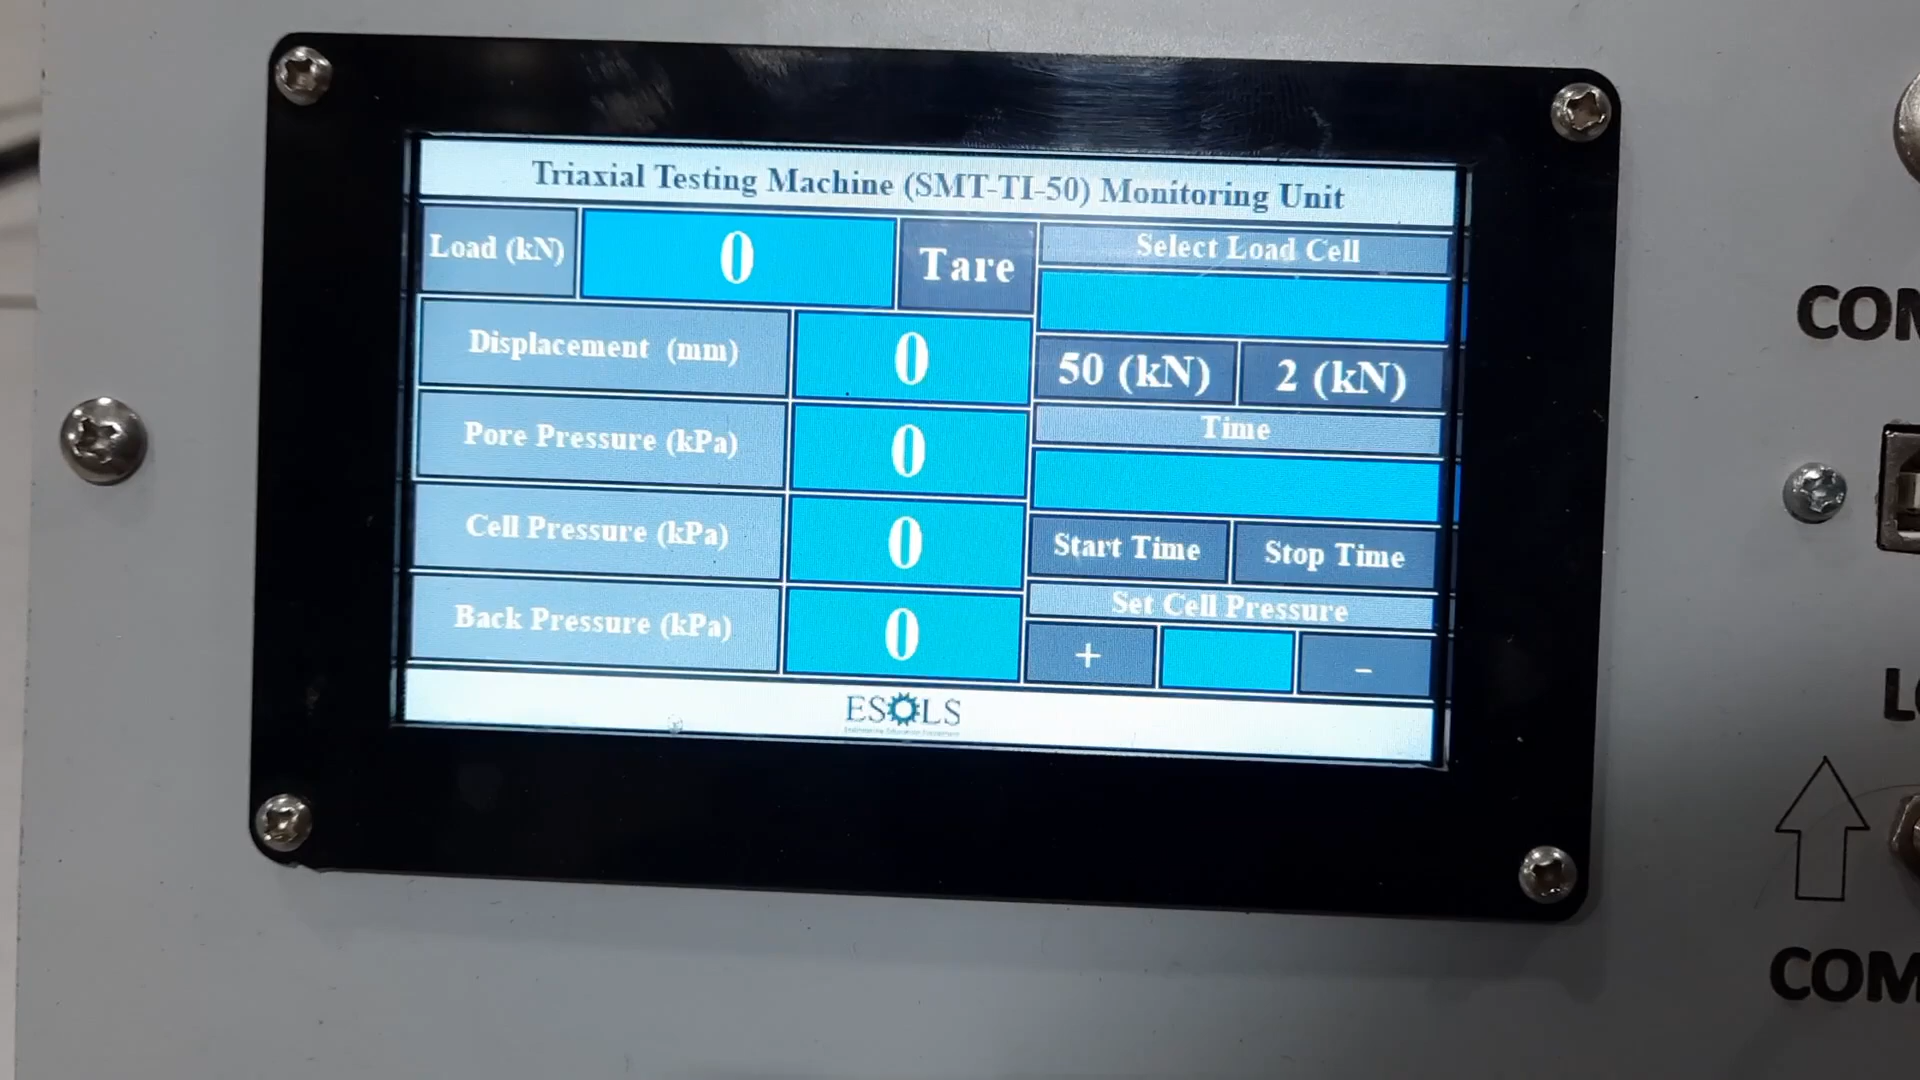 Triaxial Testing Machine (SMT-TI-50) Monitoring Unit
Load (kN)
0
Tare
Select Load Cell
50 (kN)
2 (kN)
Displacement (mm)
0
Pore Pressure (kPa)
0
Time
Cell Pressure (kPa)
0
Start Time
Stop Time
Back Pressure (kPa)
0
Set Cell Pressure
+
-
ESOLS